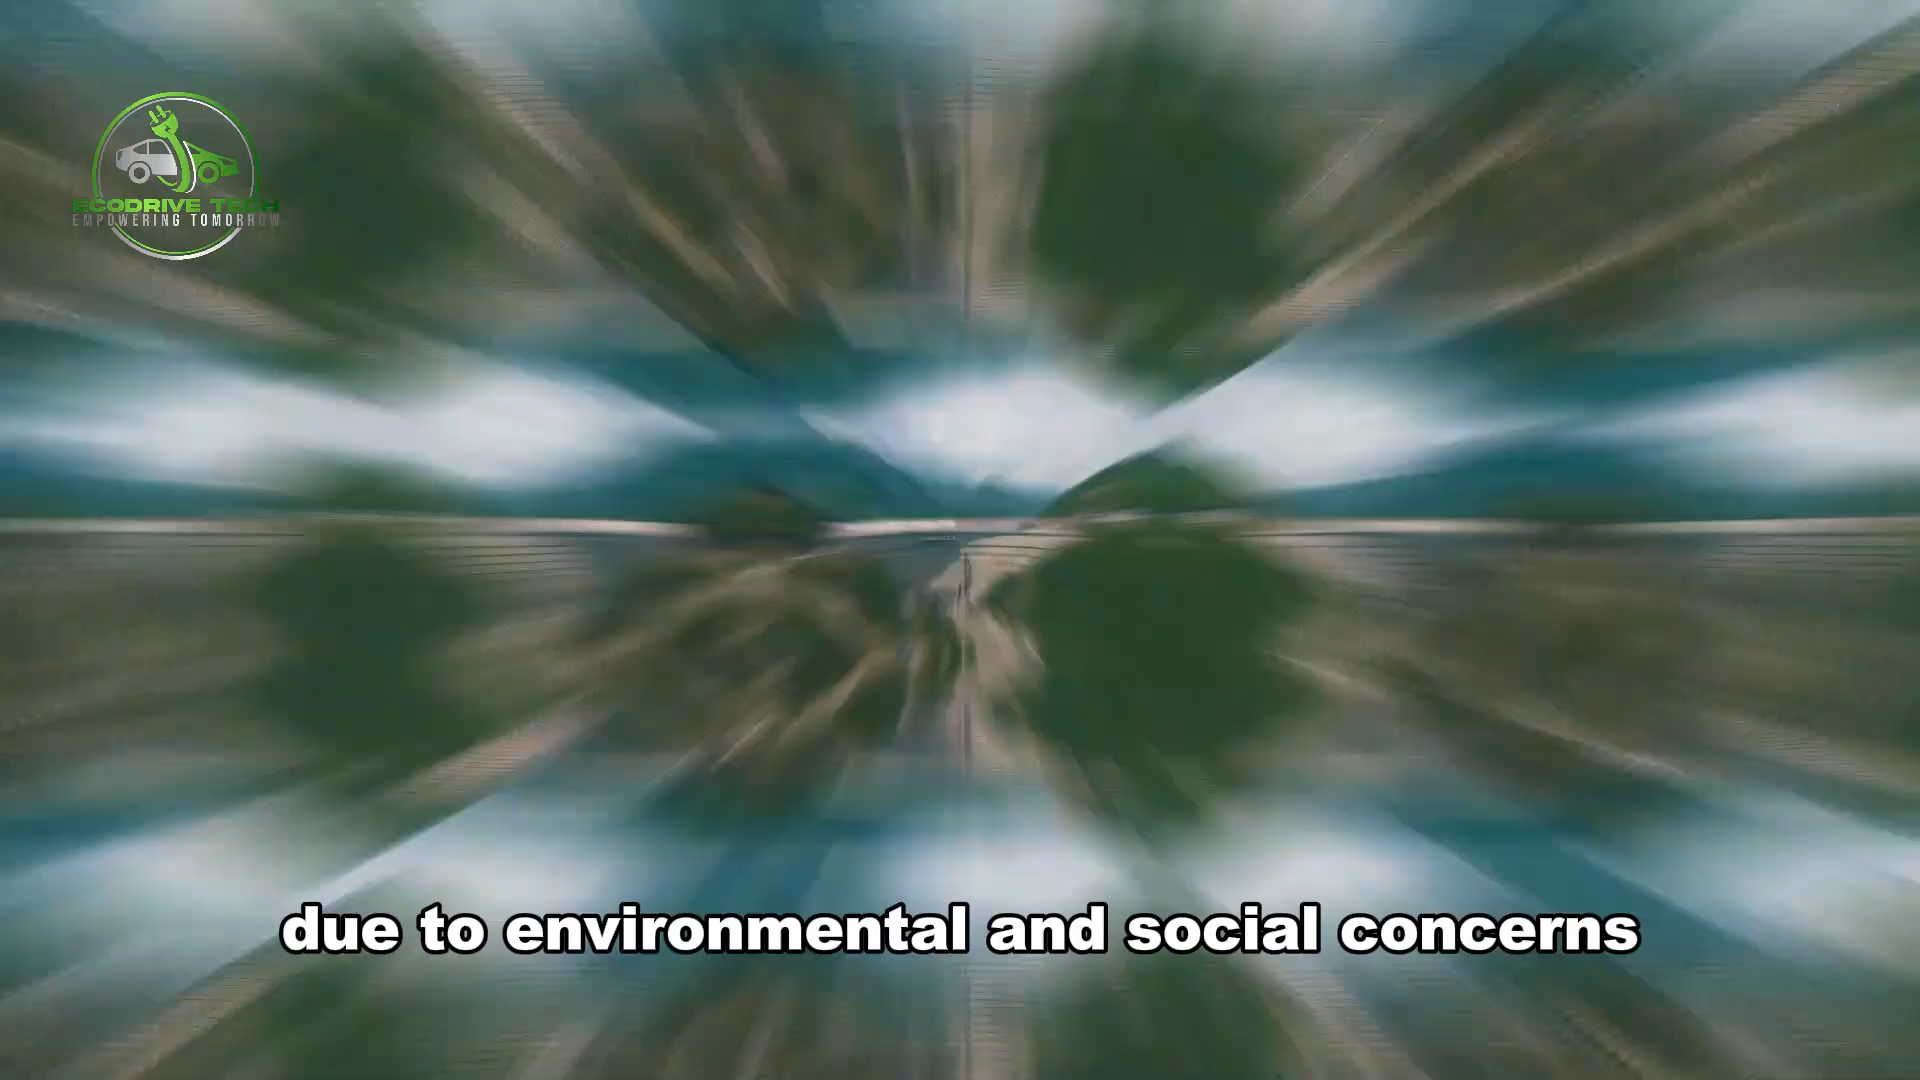 ECODRIVE TECH
EMPOWERING TOMORROW
due to environmental and social concerns